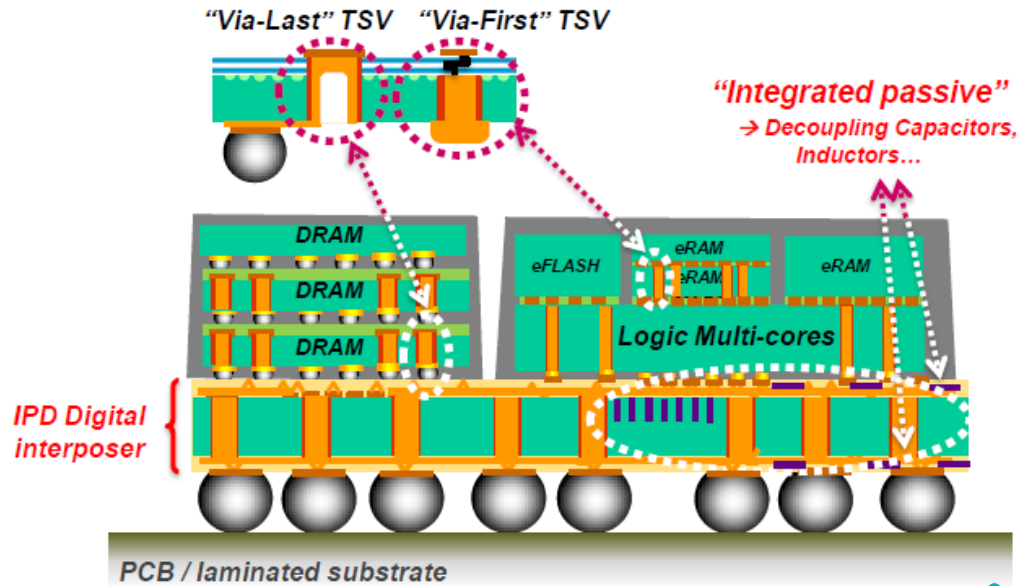 “Via-Last” TSV
“Via-First” TSV
“Integrated passive”
→ Decoupling Capacitors,
Inductors…
DRAM
DRAM
DRAM
eFLASH
eRAM
eRAM
eRAM
Logic Multi-cores
IPD Digital
interposer
PCB / laminated substrate